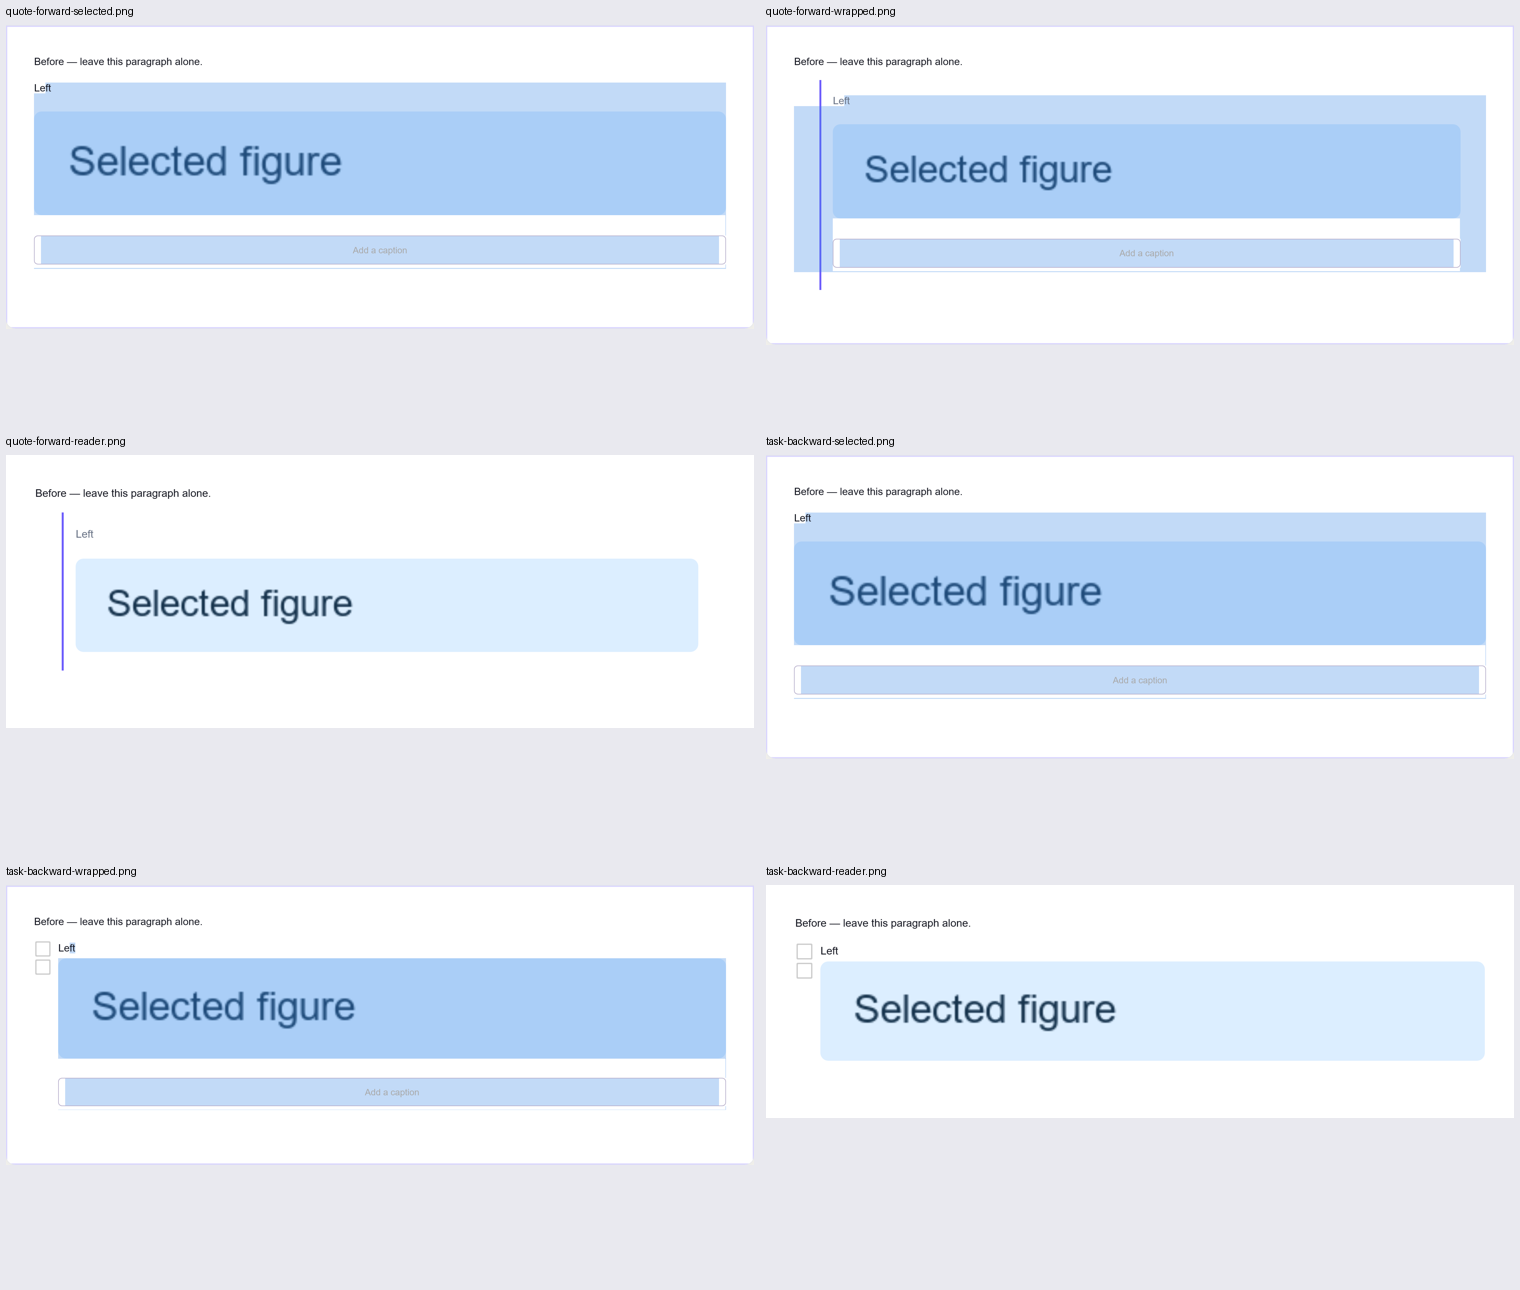 quote-forward-selected.png
Before — leave this paragraph alone.
Left
Selected figure
Add a caption
quote-forward-wrapped.png
Before — leave this paragraph alone.
Left
Selected figure
Add a caption
quote-forward-reader.png
Before — leave this paragraph alone.
Left
Selected figure
task-backward-selected.png
Before — leave this paragraph alone.
Left
Selected figure
Add a caption
task-backward-wrapped.png
Before — leave this paragraph alone.
Left
Selected figure
Add a caption
task-backward-reader.png
Before — leave this paragraph alone.
Left
Selected figure